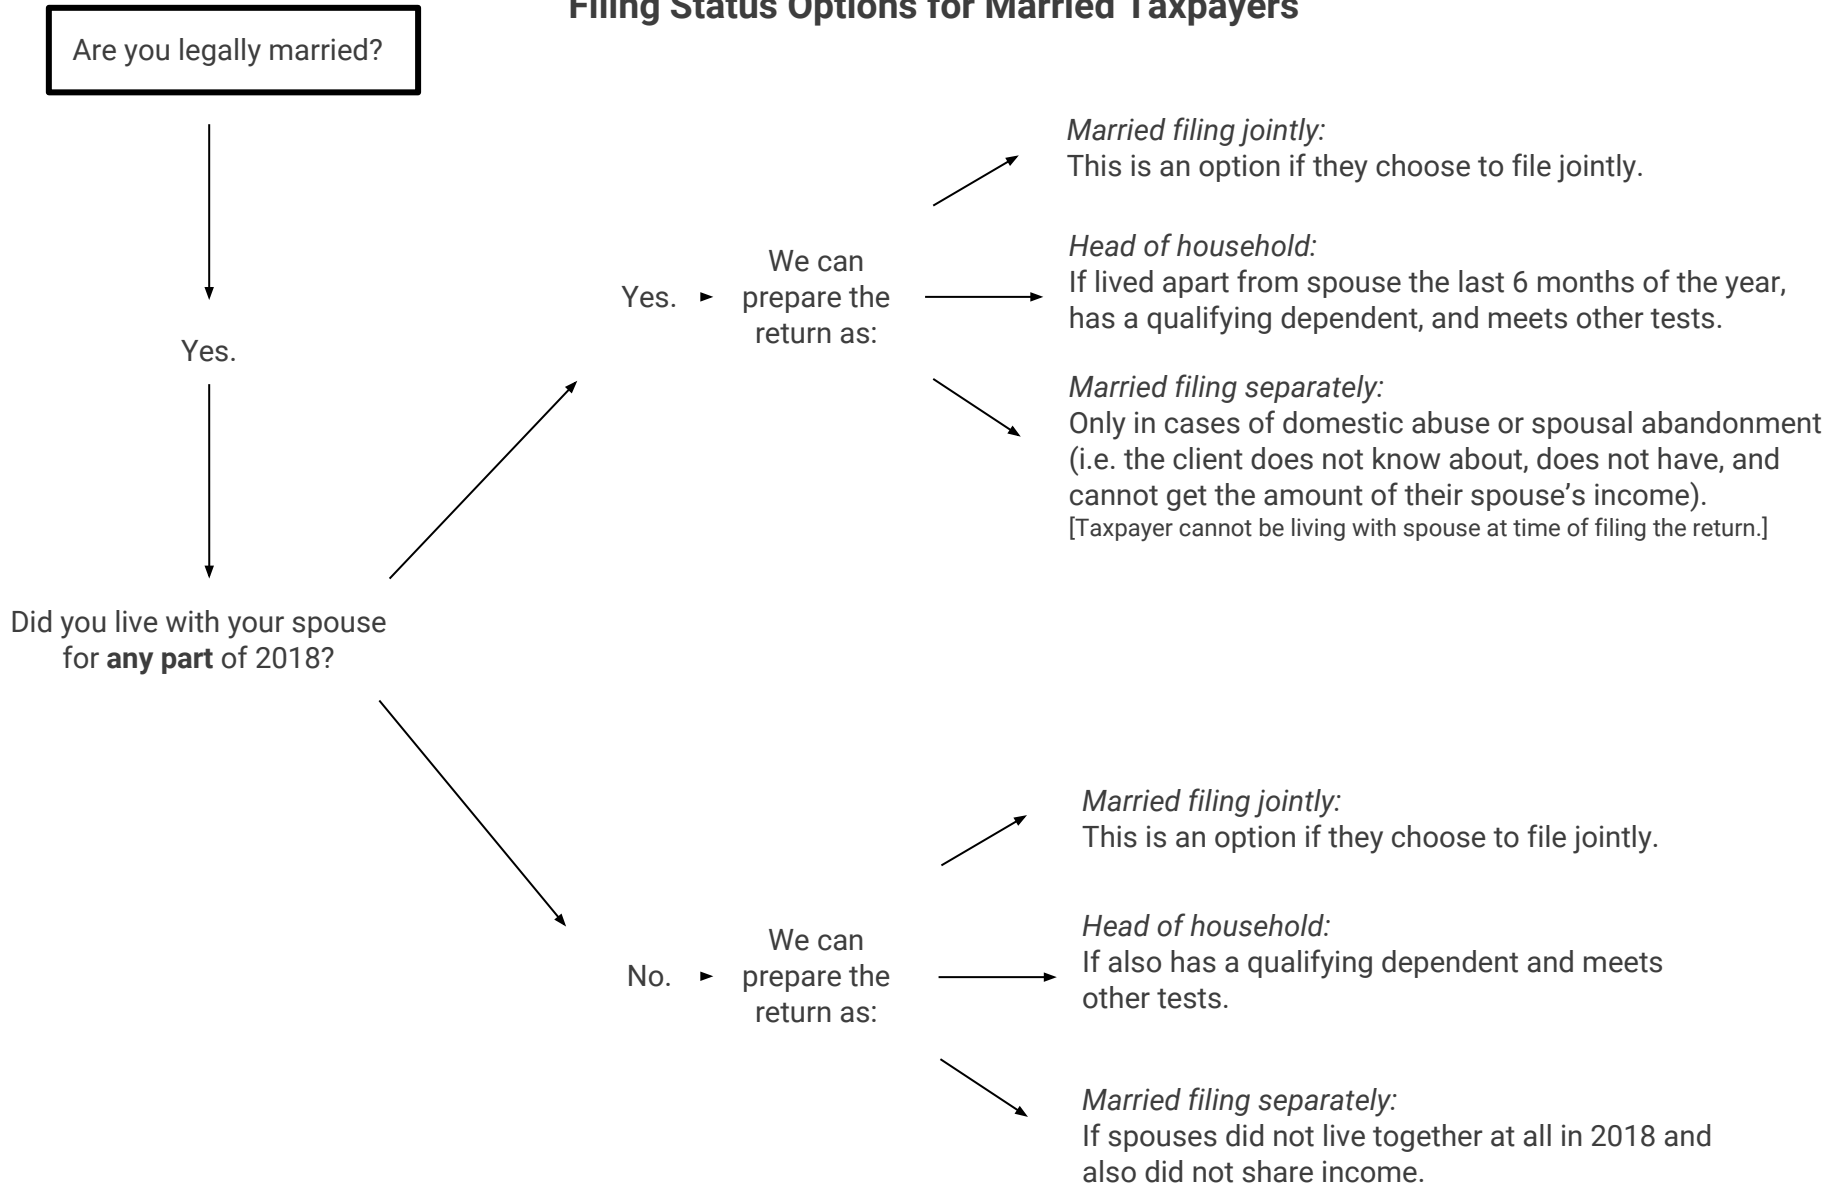 Filing Status Options for Married Taxpayers
Are you legally married?
Yes.
Did you live with your spouse
for any part of 2018?
Yes.
We can
prepare the
return as:
Married filing jointly:
This is an option if they choose to file jointly.
Head of household:
If lived apart from spouse the last 6 months of the year,
has a qualifying dependent, and meets other tests.
Married filing separately:
Only in cases of domestic abuse or spousal abandonment
(i.e. the client does not know about, does not have, and
cannot get the amount of their spouse’s income).
[Taxpayer cannot be living with spouse at time of filing the return.]
No.
We can
prepare the
return as:
Married filing jointly:
This is an option if they choose to file jointly.
Head of household:
If also has a qualifying dependent and meets
other tests.
Married filing separately:
If spouses did not live together at all in 2018 and
also did not share income.